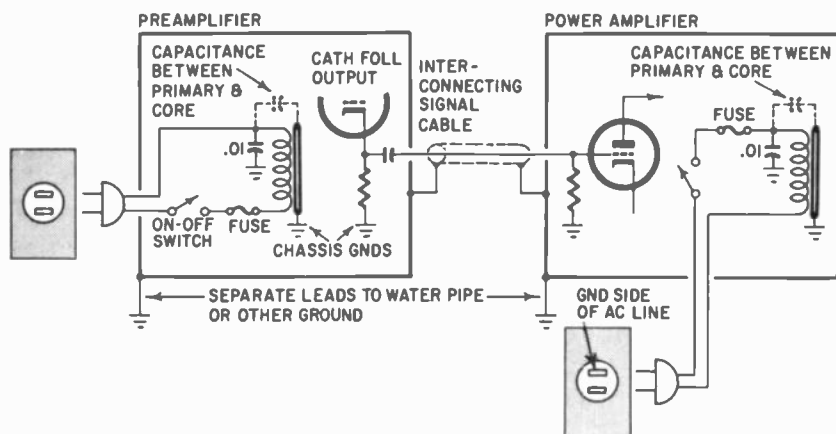 PREAMPLIFIER
CAPACITANCE
BETWEEN
PRIMARY &
CORE
CATH FOLL
OUTPUT
INTER-
CONNECTING
SIGNAL
CABLE
.01
ON-OFF
SWITCH
FUSE
CHASSIS GNDS
SEPARATE LEADS TO WATER PIPE
OR OTHER GROUND
POWER AMPLIFIER
CAPACITANCE BETWEEN
PRIMARY & CORE
FUSE
.01
GND SIDE
OF AC LINE